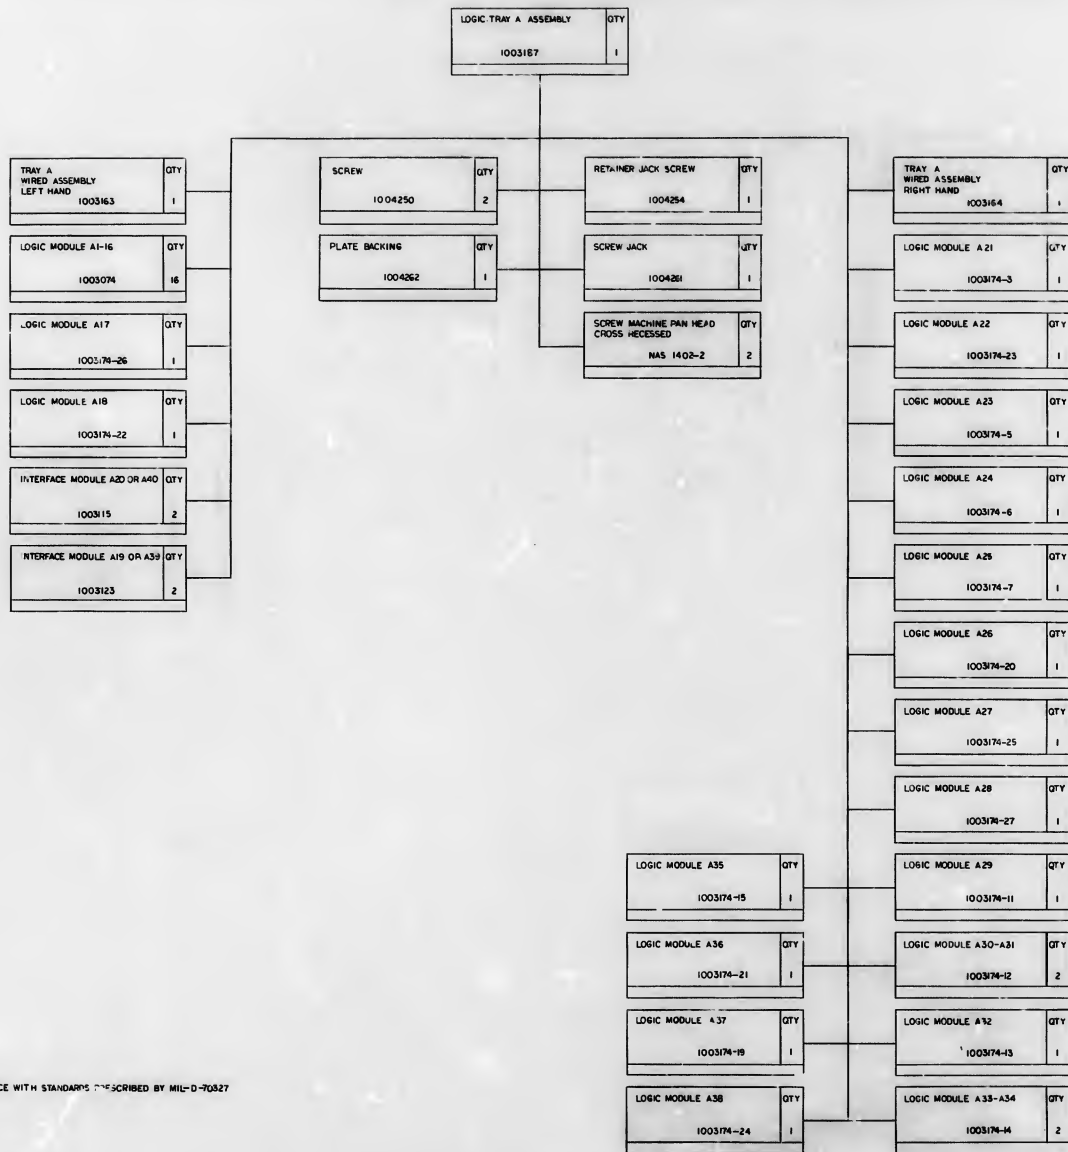 LOGIC TRAY A ASSEMBLY QTY
1003167 1
TRAY A QTY
WIRED ASSEMBLY
LEFT HAND
1003163 1
LOGIC MODULE A1-16 QTY
1003074 16
LOGIC MODULE A17 QTY
1003174-26 1
LOGIC MODULE A18 QTY
1003174-22 1
INTERFACE MODULE A20 OR A40 QTY
1003115 2
INTERFACE MODULE A19 OR A39 QTY
1003123 2
SCREW QTY
1004250 2
PLATE BACKING QTY
1004262 1
RETAINER JACK SCREW QTY
1004254 1
SCREW JACK QTY
1004261 1
SCREW MACHINE PAN HEAD QTY
CROSS RECESSED
NAS 1402-2 2
TRAY A QTY
WIRED ASSEMBLY
RIGHT HAND
1003164 1
LOGIC MODULE A21 QTY
1003174-3 1
LOGIC MODULE A22 QTY
1003174-23 1
LOGIC MODULE A23 QTY
1003174-5 1
LOGIC MODULE A24 QTY
1003174-6 1
LOGIC MODULE A25 QTY
1003174-7 1
LOGIC MODULE A26 QTY
1003174-20 1
LOGIC MODULE A27 QTY
1003174-25 1
LOGIC MODULE A28 QTY
1003174-27 1
LOGIC MODULE A35 QTY
1003174-15 1
LOGIC MODULE A29 QTY
1003174-11 1
LOGIC MODULE A36 QTY
1003174-21 1
LOGIC MODULE A30-A31 QTY
1003174-12 2
LOGIC MODULE A37 QTY
1003174-19 1
LOGIC MODULE A32 QTY
1003174-13 1
LOGIC MODULE A38 QTY
1003174-24 1
LOGIC MODULE A33-A34 QTY
1003174-14 2
CE WITH STANDARDS PRESCRIBED BY MIL-D-70327